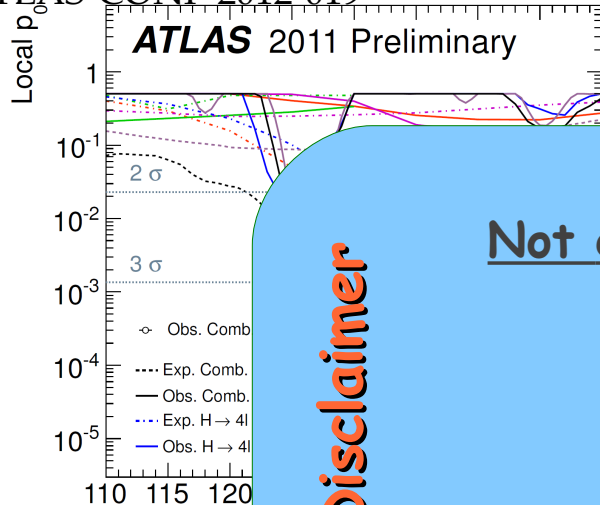 ATLAS 2011 Preliminary
Local p0
1
10-1
2 σ
10-2
3 σ
10-3
Obs. Comb
10-4
Exp. Comb.
Obs. Comb.
Exp. H → 4l
10-5
Obs. H → 4l
110 115 120
Disclaimer
Not